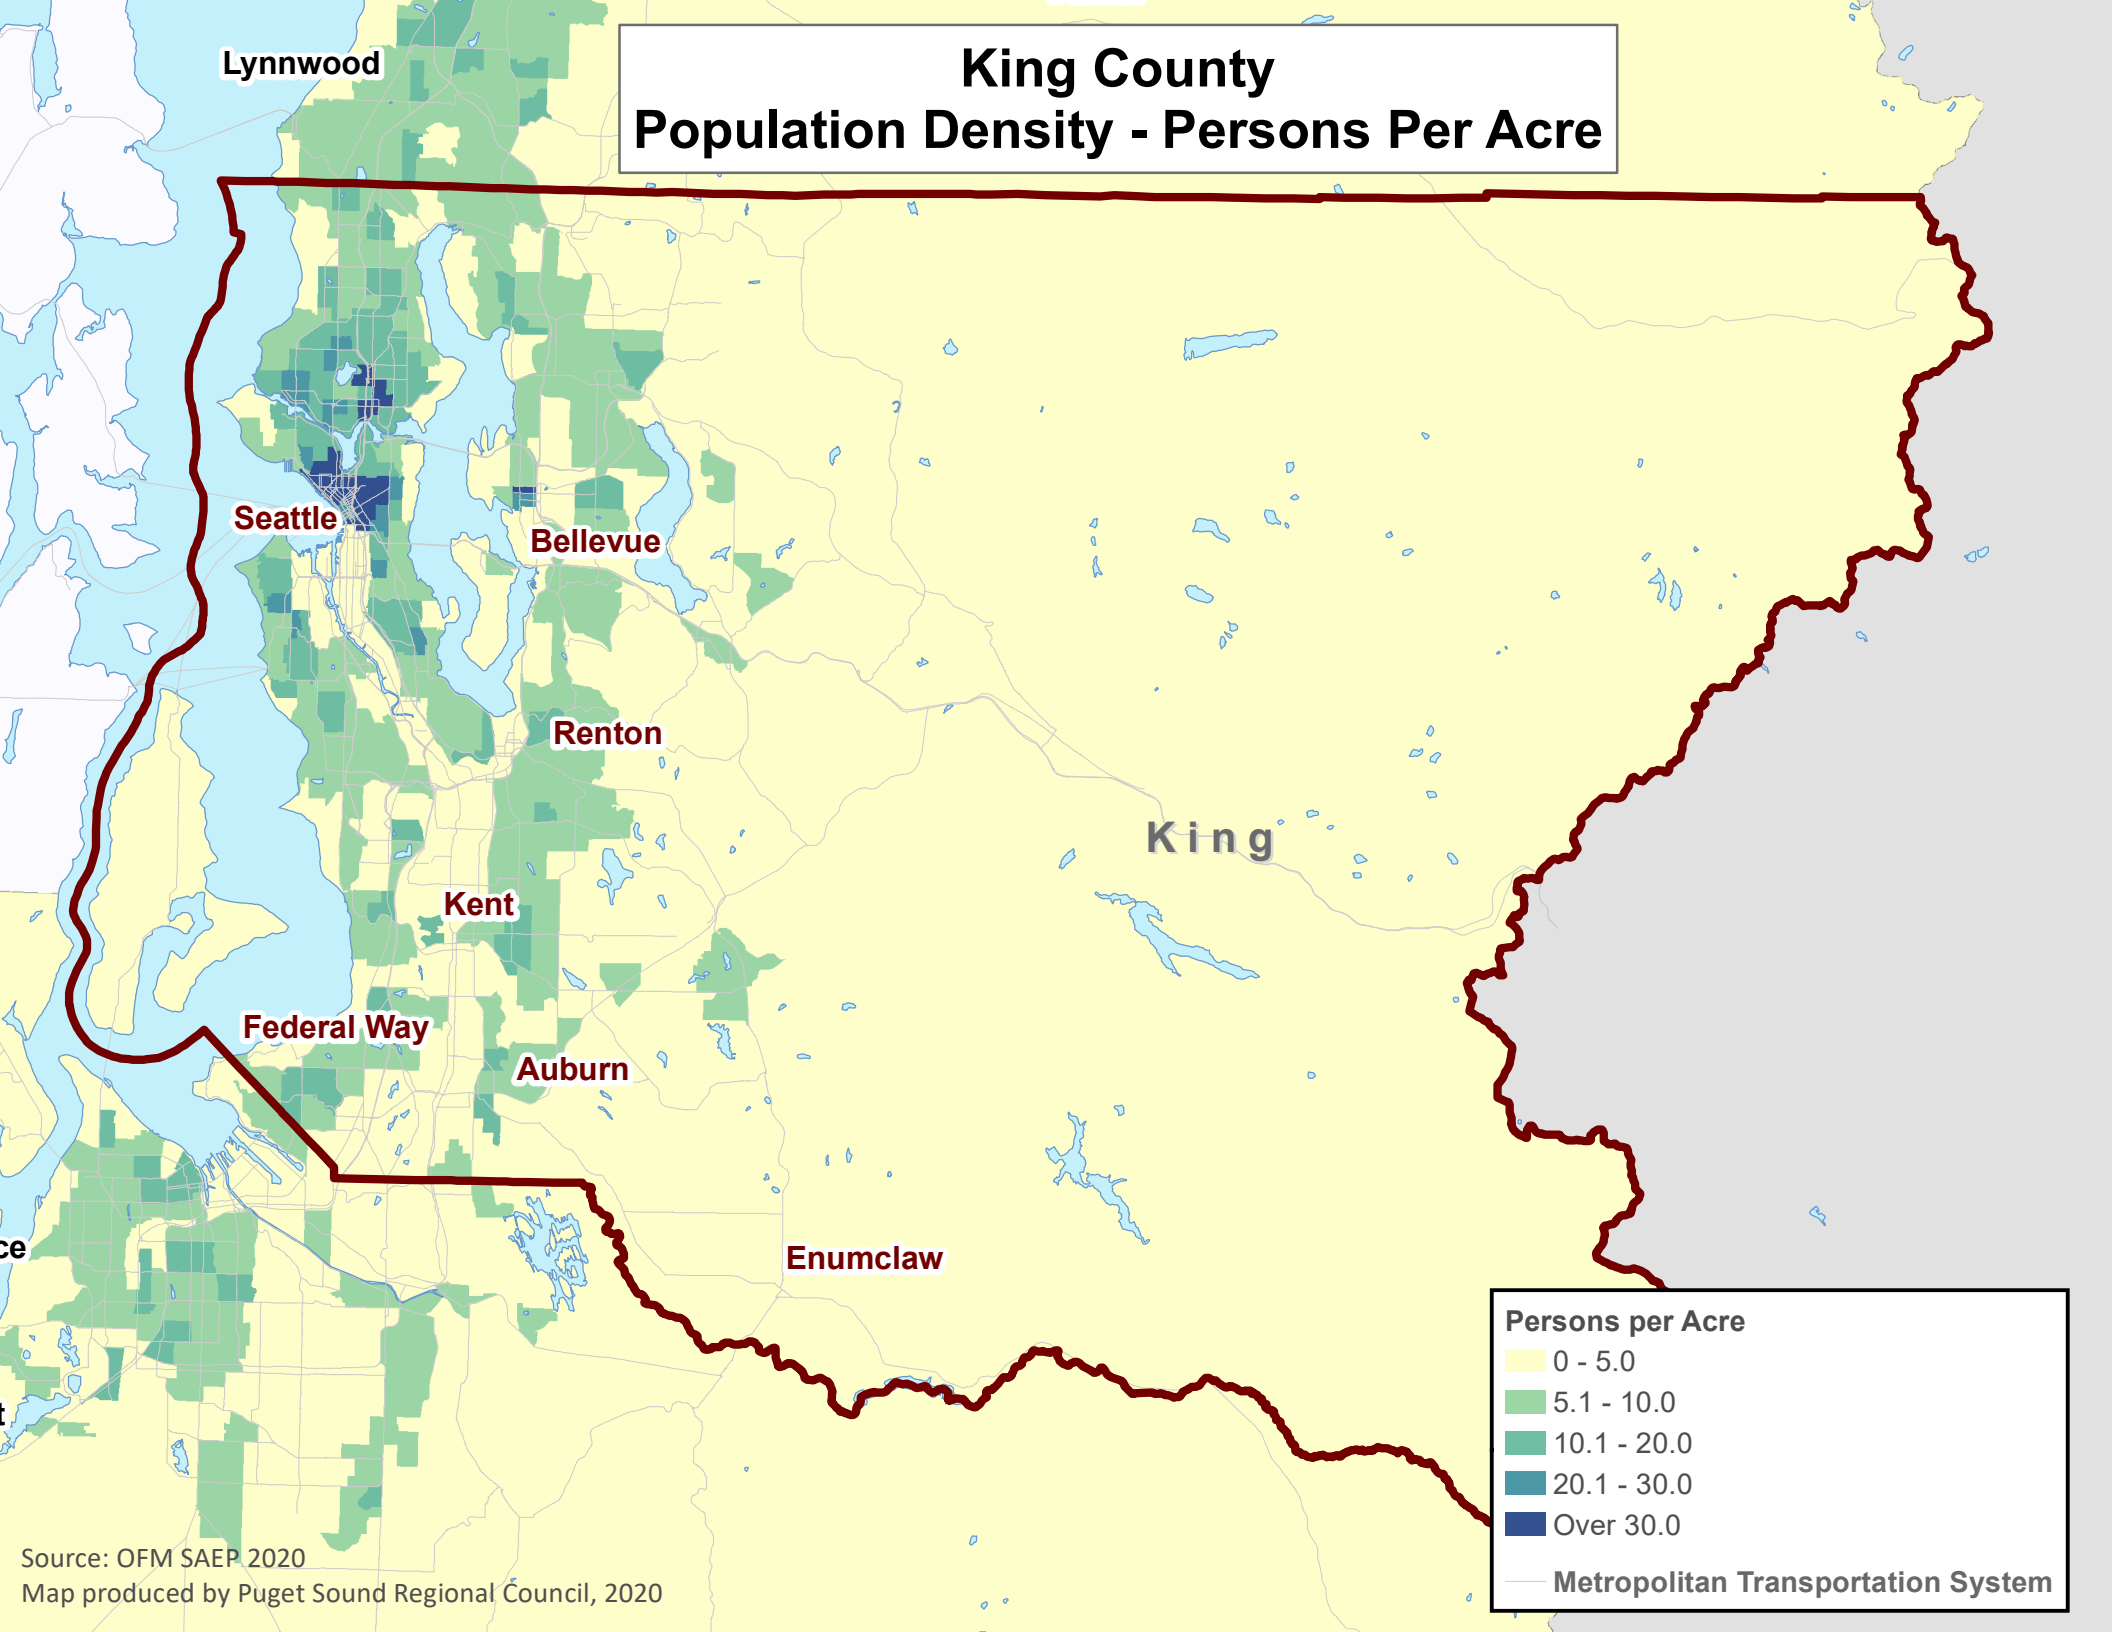 King County
Population Density - Persons Per Acre
Lynnwood
Seattle
Bellevue
Renton
King
Kent
Federal Way
Auburn
Enumclaw
ce
t
Persons per Acre
0 - 5.0
5.1 - 10.0
10.1 - 20.0
20.1 - 30.0
Over 30.0
Metropolitan Transportation System
Source: OFM SAEP 2020
Map produced by Puget Sound Regional Council, 2020